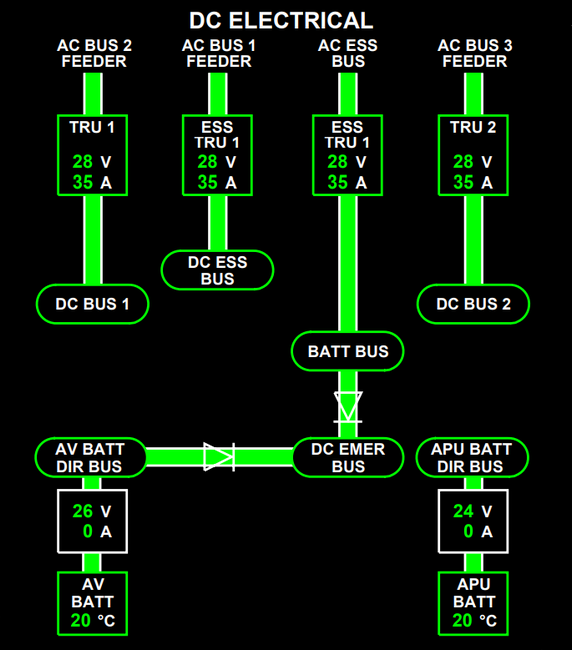 DC ELECTRICAL
AC BUS 2
FEEDER
AC BUS 1
FEEDER
AC ESS
BUS
AC BUS 3
FEEDER
TRU 1
28 V
35 A
ESS
TRU 1
28 V
35 A
ESS
TRU 1
28 V
35 A
TRU 2
28 V
35 A
DC ESS
BUS
DC BUS 1
DC BUS 2
BATT BUS
AV BATT
DIR BUS
DC EMER
BUS
APU BATT
DIR BUS
26 V
0 A
24 V
0 A
AV
BATT
20 °C
APU
BATT
20 °C